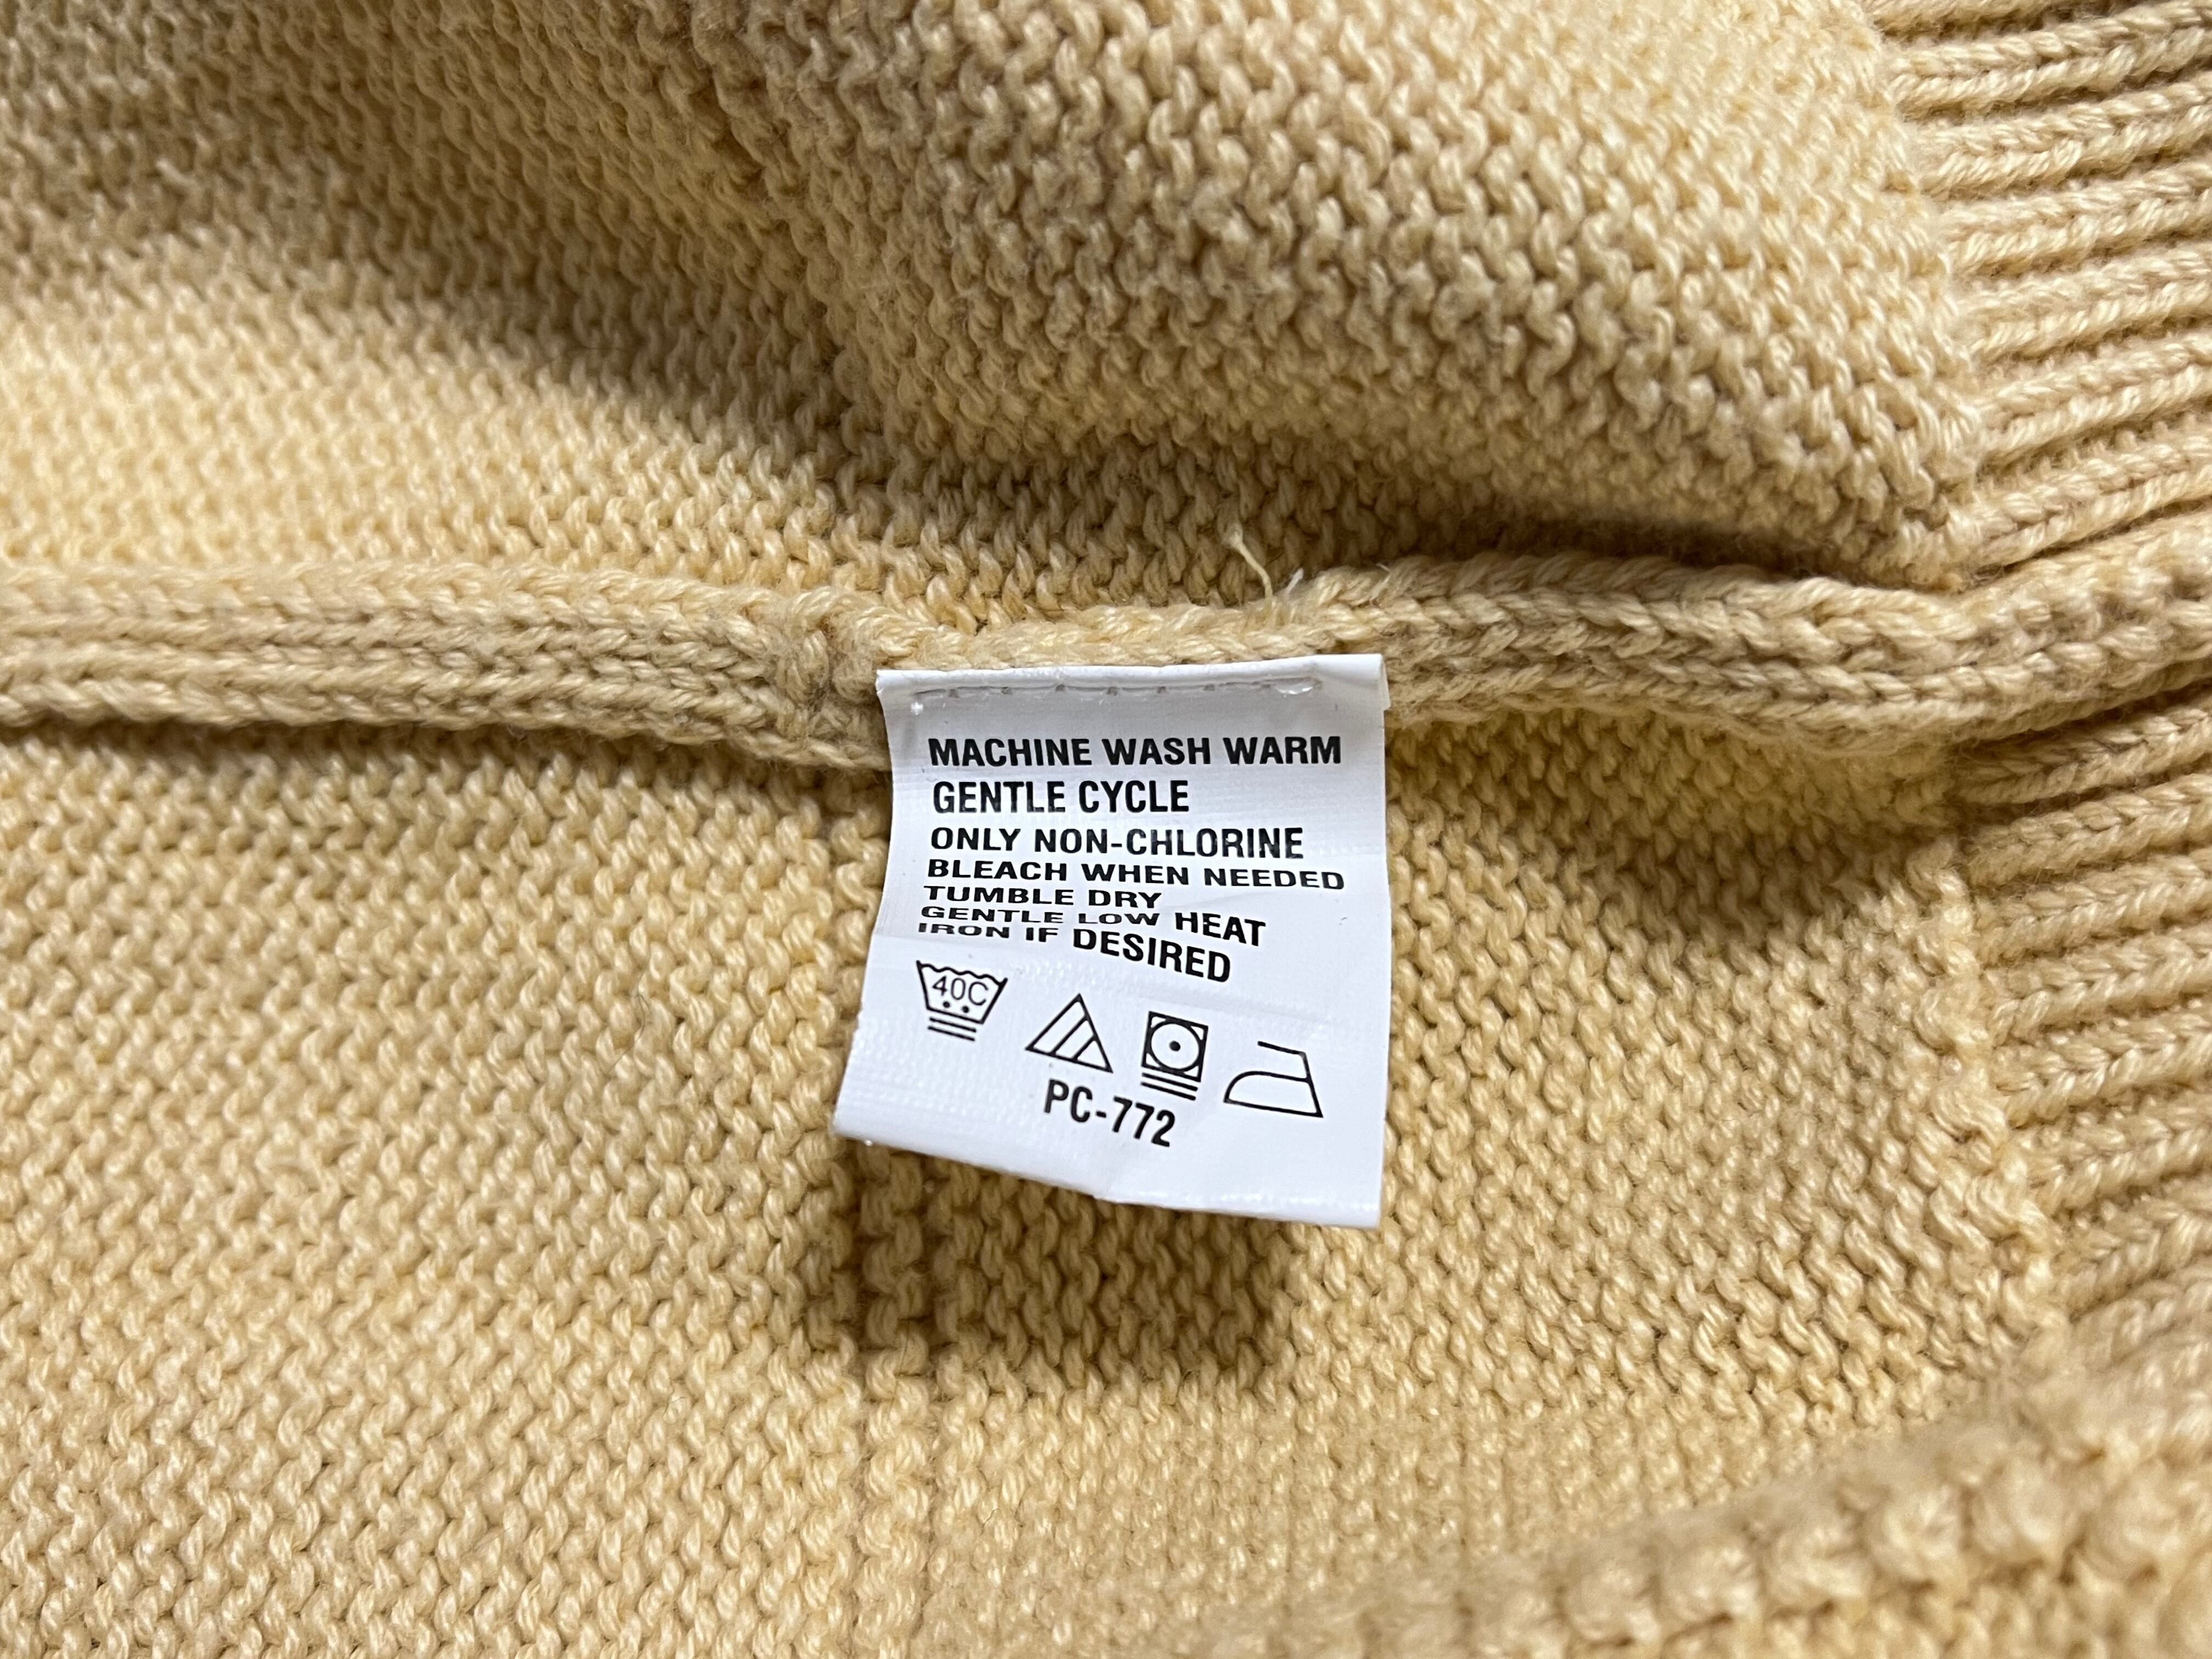 MACHINE WASH WARM
GENTLE CYCLE
ONLY NON-CHLORINE
BLEACH WHEN NEEDED
TUMBLE DRY
GENTLE LOW HEAT
IRON IF DESIRED
40C
PC-772